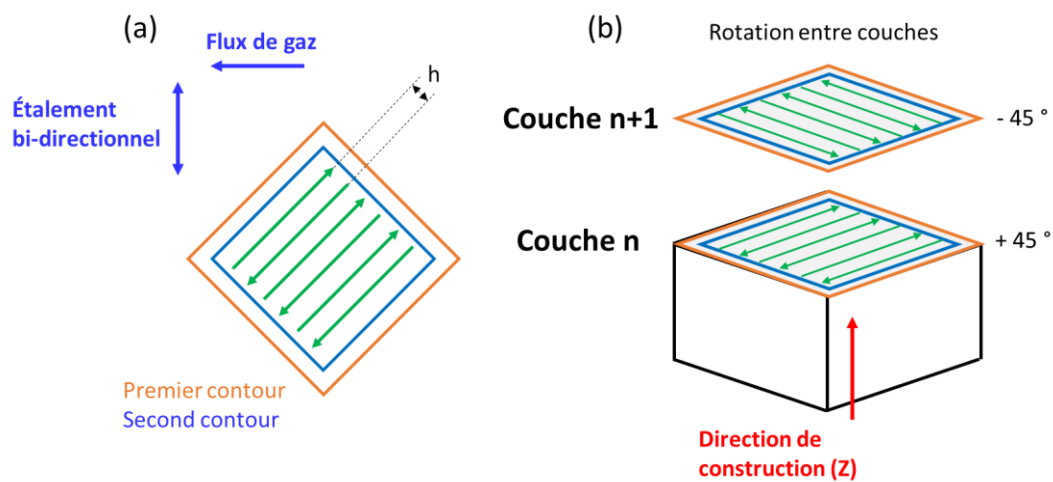 (a)
Flux de gaz
Étalement
bi-directionnel
h
Premier contour
Second contour
(b)
Rotation entre couches
Couche n+1
- 45 °
Couche n
+ 45 °
Direction de
construction (Z)